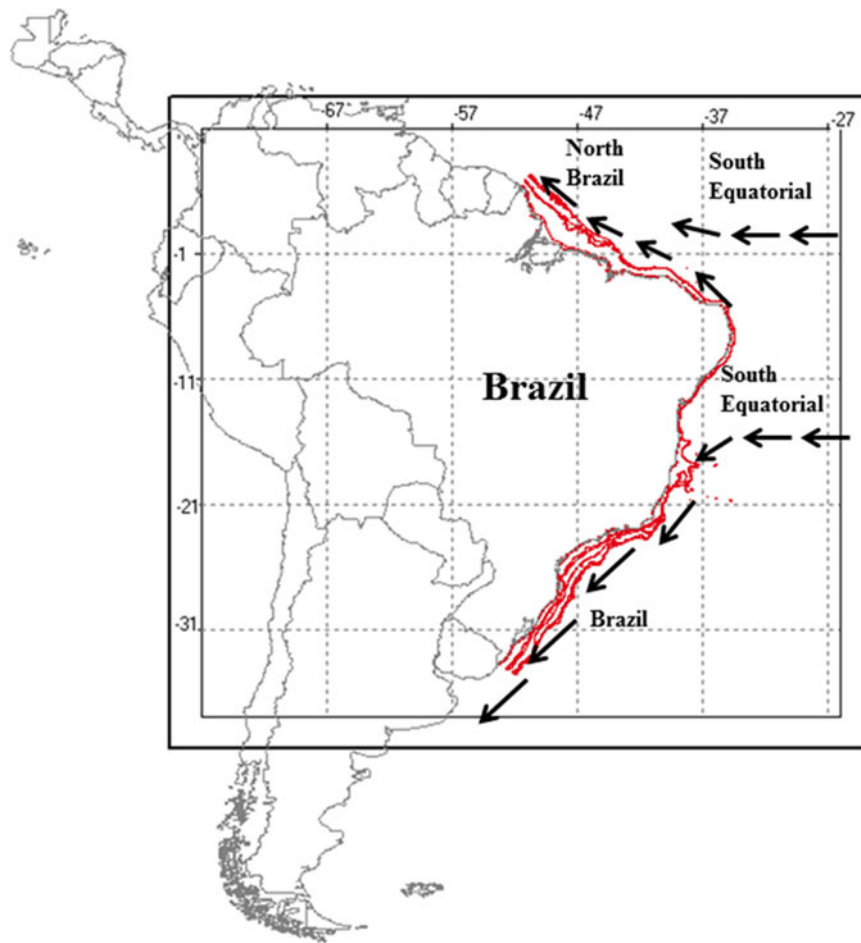 -67 -57 -47 -37 -27
North
Brazil
South
Equatorial
-1
-11
Brazil
South
Equatorial
-21
-31
Brazil